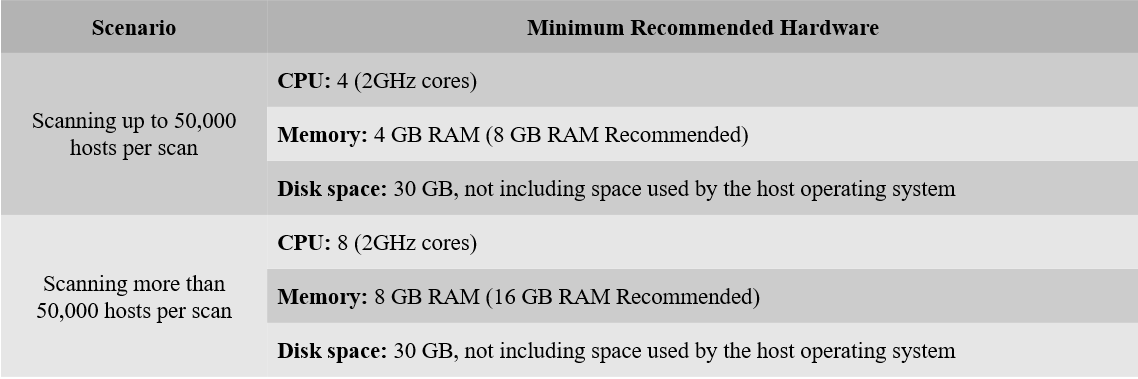 Scenario
Minimum Recommended Hardware
Scanning up to 50,000
hosts per scan
CPU: 4 (2GHz cores)
Memory: 4 GB RAM (8 GB RAM Recommended)
Disk space: 30 GB, not including space used by the host operating system
Scanning more than
50,000 hosts per scan
CPU: 8 (2GHz cores)
Memory: 8 GB RAM (16 GB RAM Recommended)
Disk space: 30 GB, not including space used by the host operating system